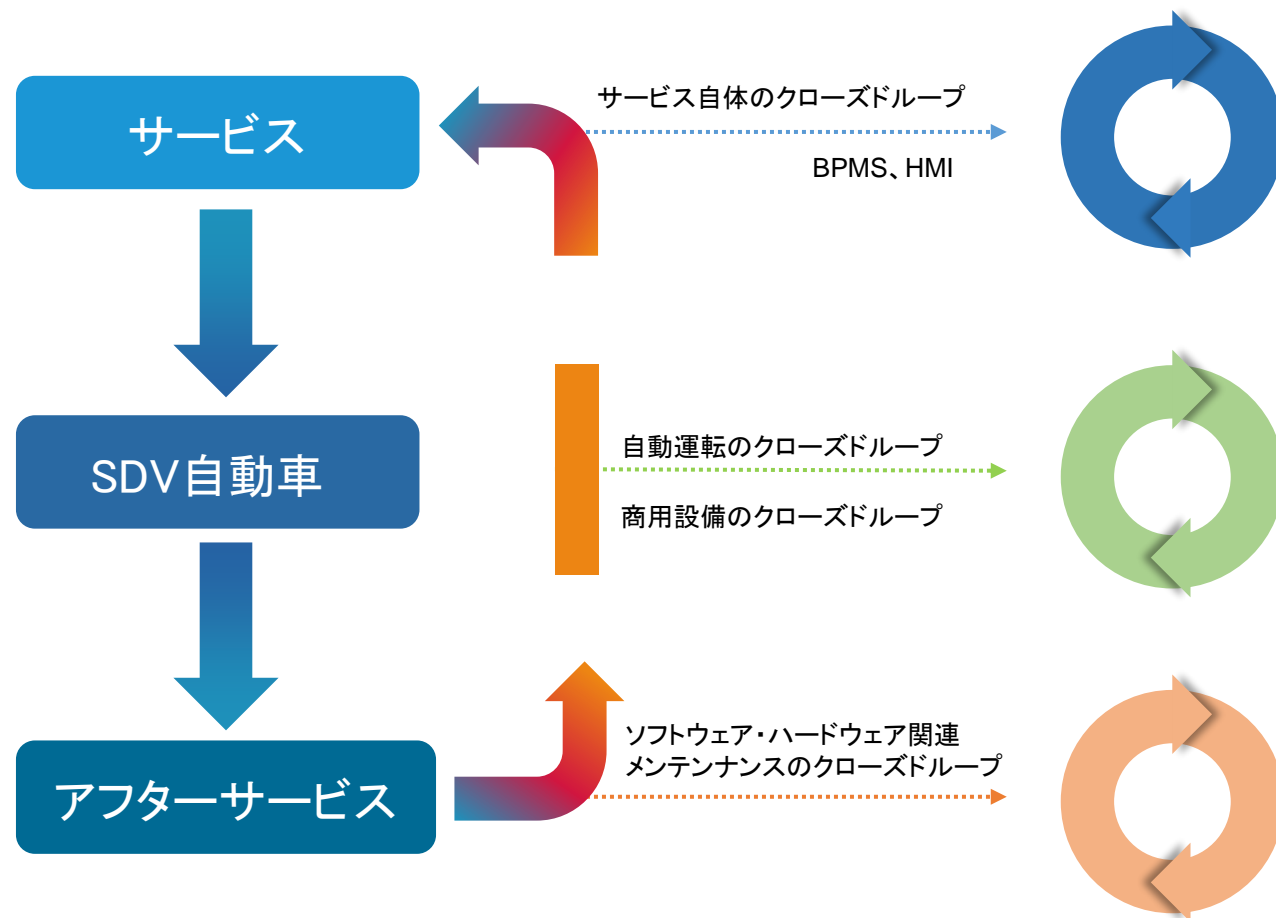 サービス
サービス自体のクローズドループ
BPMS、HMI
SDV自動車
自動運転のクローズドループ
商用設備のクローズドループ
アフターサービス
ソフトウェア・ハードウェア関連
メンテンナンスのクローズドループ